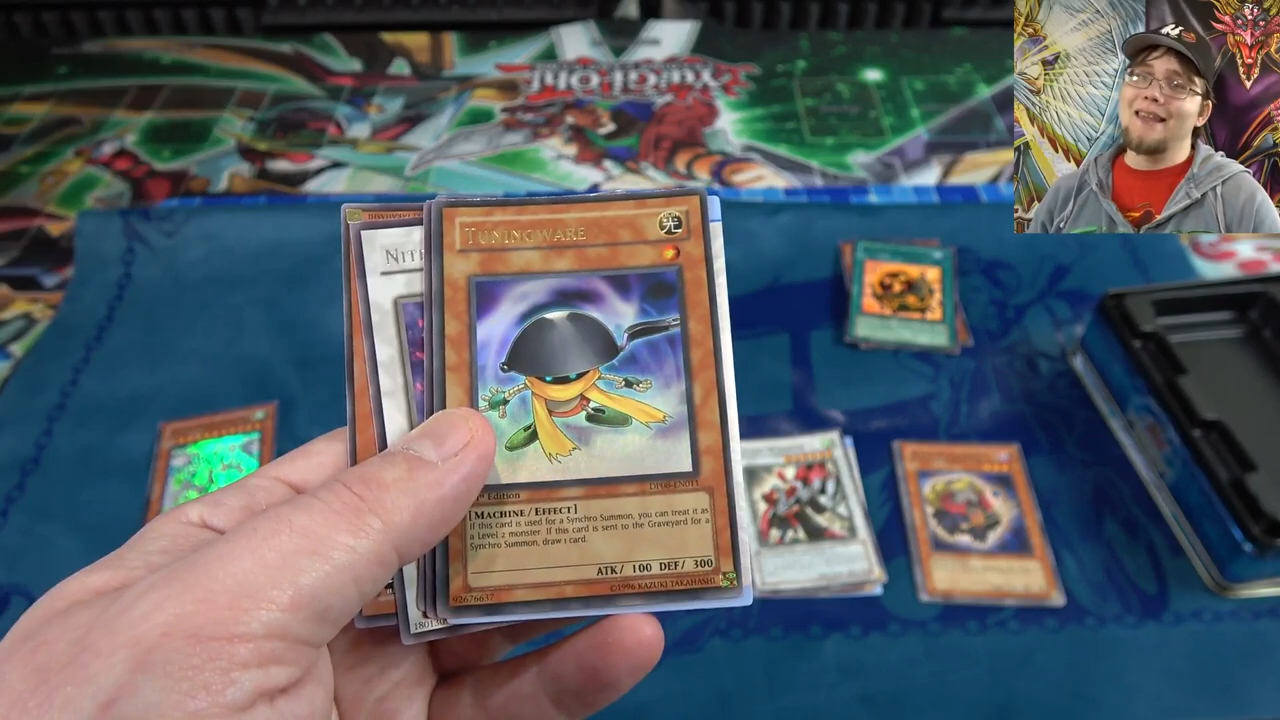 YU-GI-OH!
TUNINGWARE
光
NIT
1st Edition
DP08-EN011
[MACHINE/EFFECT]
If this card is used for a Synchro Summon, you can treat it as
a Level 2 monster. If this card is sent to the Graveyard for a
Synchro Summon, draw 1 card.
ATK/ 100 DEF/ 300
92676637
©1996 KAZUKI TAKAHASHI